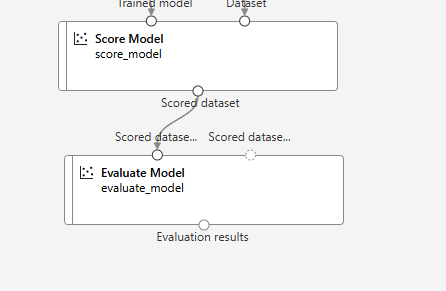 Trained model Dataset
Score Model
score_model
Scored dataset
Scored datase... Scored datase...
Evaluate Model
evaluate_model
Evaluation results